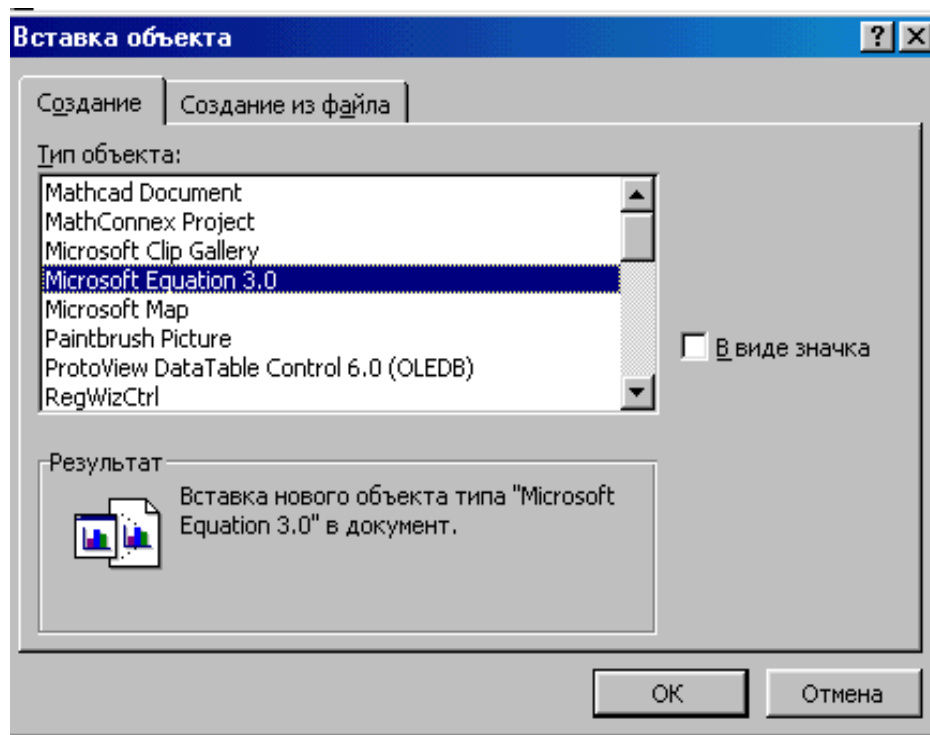 Вставка объекта
Создание
Создание из файла
Тип объекта:
Mathcad Document
MathConnex Project
Microsoft Clip Gallery
Microsoft Equation 3.0
Microsoft Map
Paintbrush Picture
ProtoView DataTable Control 6.0 (OLEDB)
RegWizCtrl
В виде значка
Результат
Вставка нового объекта типа "Microsoft
Equation 3.0" в документ.
ОК
Отмена